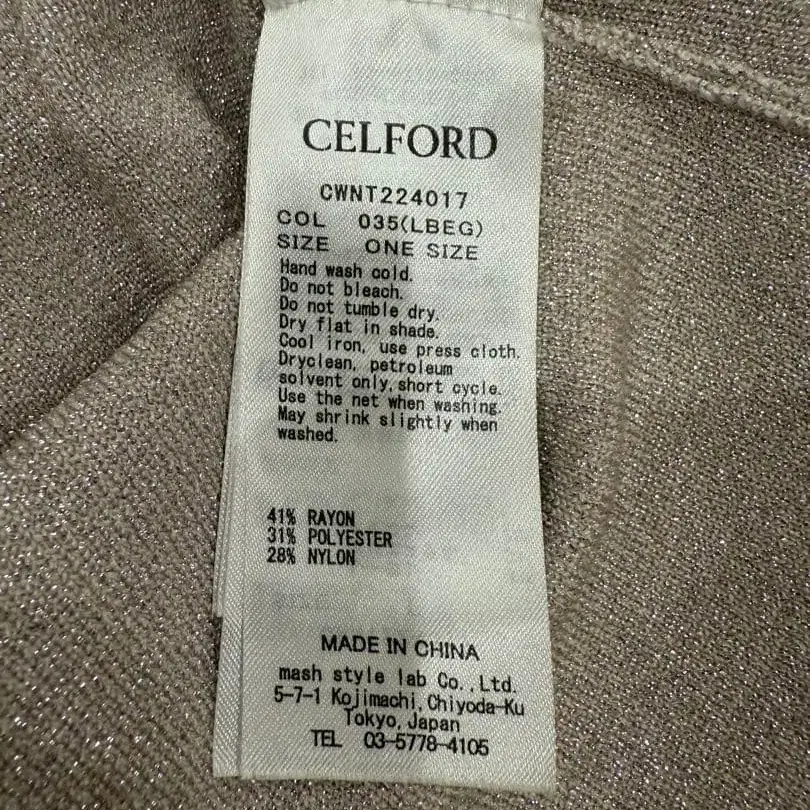 CELFORD
CWNT224017
COL 035(LBEG)
SIZE ONE SIZE
Hand wash cold.
Do not bleach.
Do not tumble dry.
Dry flat in shade.
Cool iron, use press cloth.
Dryclean, petroleum
solvent only,short cycle.
Use the net when washing.
May shrink slightly when
washed.
41% RAYON
31% POLYESTER
28% NYLON
MADE IN CHINA
mash style lab Co.,Ltd.
5-7-1 Kojimachi,Chiyoda-Ku
Tokyo,Japan
TEL 03-5778-4105